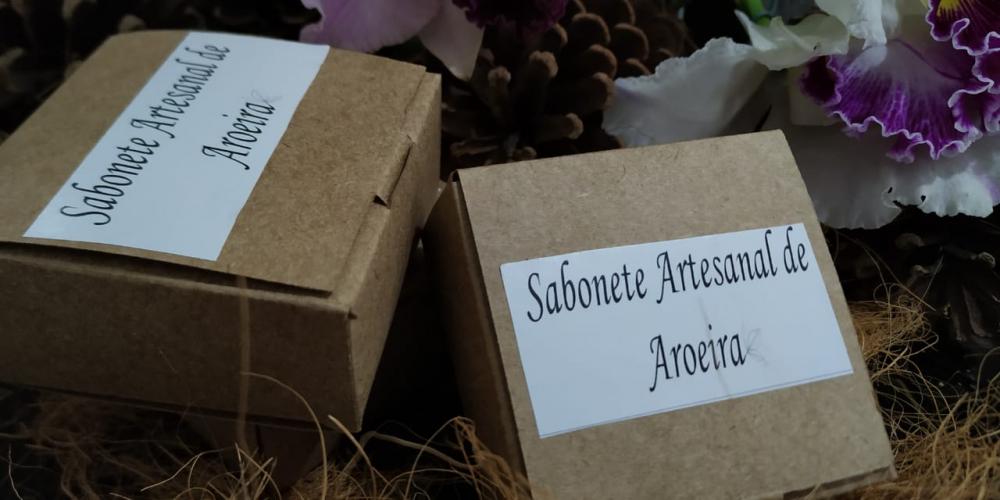 Sabonete Artesanal de
Aroeira
Sabonete Artesanal de
Aroeira